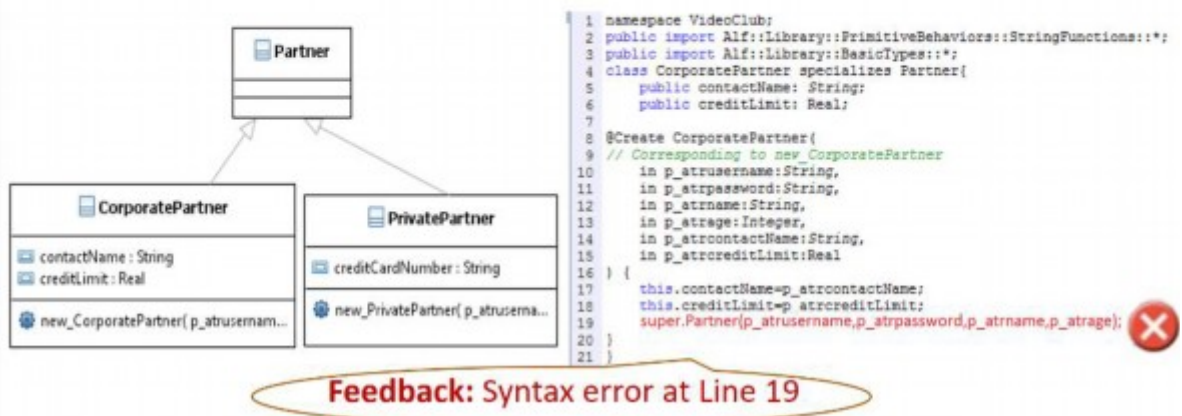 Partner
CorporatePartner
contactName : String
creditLimit : Real
new_CorporatePartner( p_atrusernam...
PrivatePartner
creditCardNumber : String
new_PrivatePartner( p_atruserna...
1 namespace VideoClub;
2 public import Alf::Library::PrimitiveBehaviors::StringFunctions::*;
3 public import Alf::Library::BasicTypes::*;
4 class CorporatePartner specializes Partner{
5 public contactName: String;
6 public creditLimit: Real;
7
8 @Create CorporatePartner(
9 // Corresponding to new_CorporatePartner
10 in p_atrusername:String,
11 in p_atrpassword:String,
12 in p_atrname:String,
13 in p_atrage:Integer,
14 in p_atrcontactName:String,
15 in p_atrcreditLimit:Real
16 ) {
17 this.contactName=p_atrcontactName;
18 this.creditLimit=p_atrcreditLimit;
19 super.Partner(p_atrusername,p_atrpassword,p_atrname,p_atrage);
20 }
21 }
Feedback: Syntax error at Line 19